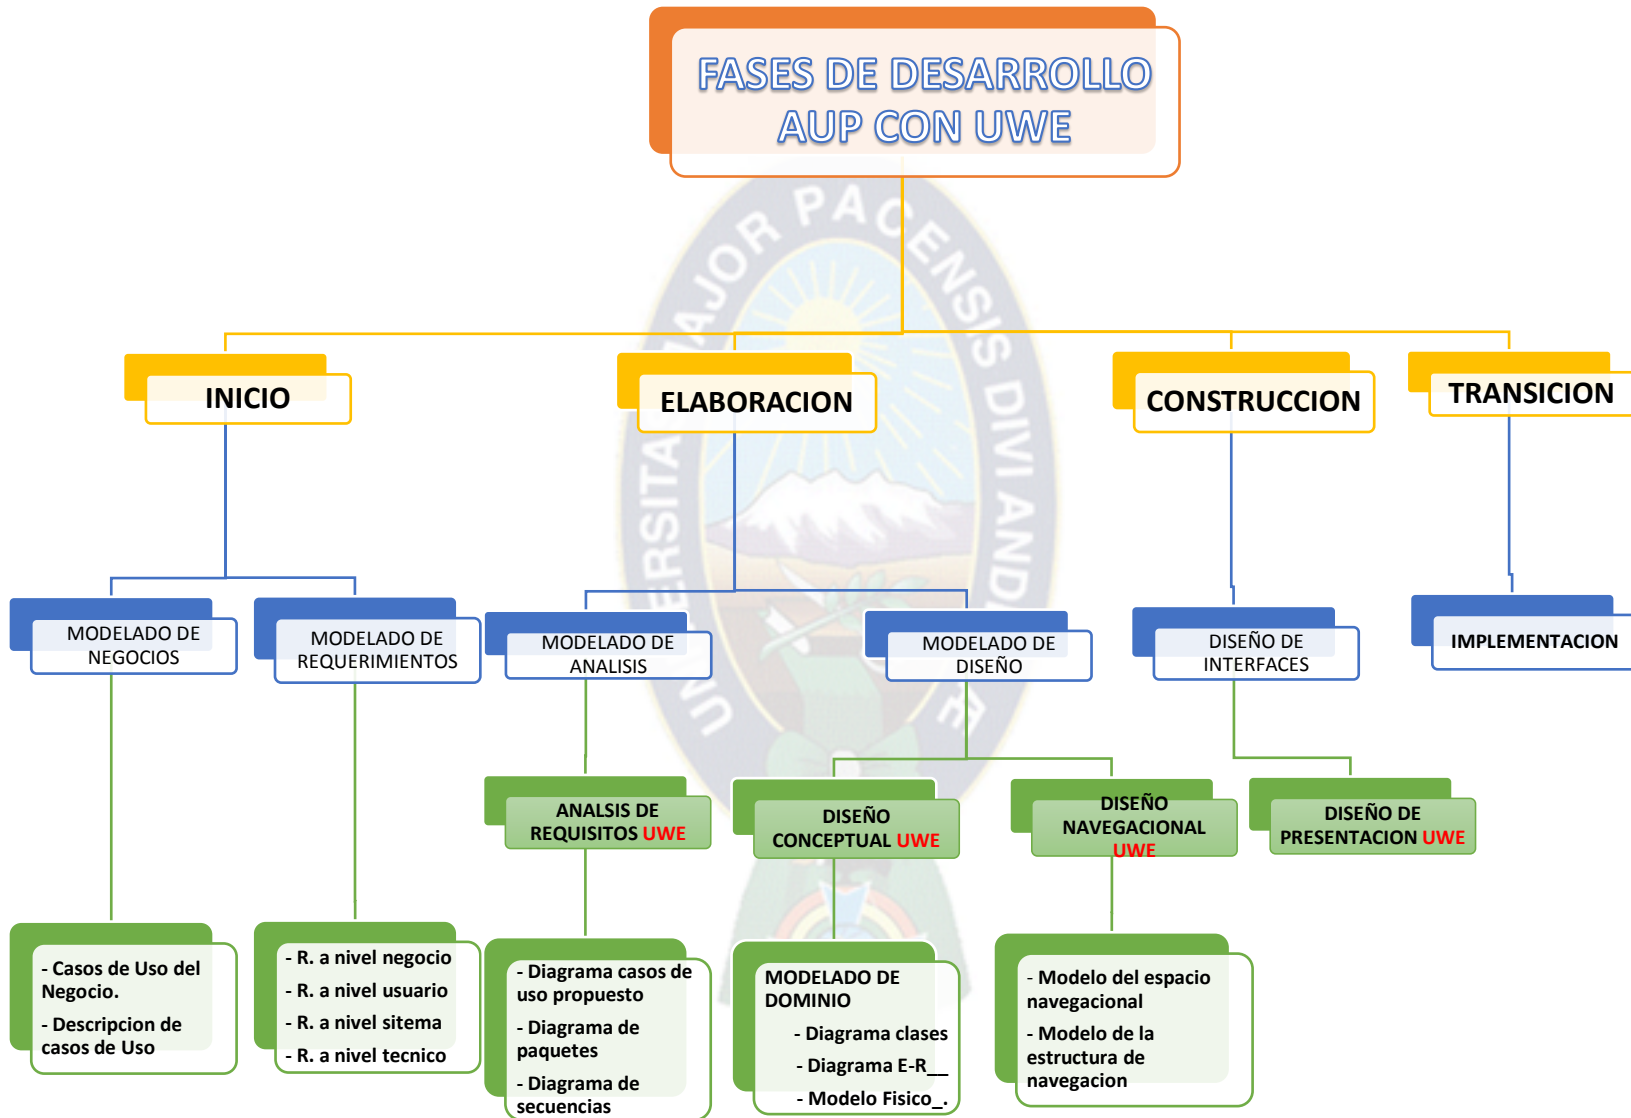 FASES DE DESARROLLO
AUP CON UWE
INICIO
ELABORACION
CONSTRUCCION
TRANSICION
MODELADO DE
NEGOCIOS
MODELADO DE
REQUERIMIENTOS
MODELADO DE
ANALISIS
MODELADO DE
DISEÑO
DISEÑO DE
INTERFACES
IMPLEMENTACION
ANALSIS DE
REQUISITOS UWE
DISEÑO
CONCEPTUAL UWE
DISEÑO
NAVEGACIONAL
UWE
DISEÑO DE
PRESENTACION UWE
- Casos de Uso del
Negocio.
- Descripcion de
casos de Uso
- R. a nivel negocio
- R. a nivel usuario
- R. a nivel sitema
- R. a nivel tecnico
- Diagrama casos de
uso propuesto
- Diagrama de
paquetes
- Diagrama de
secuencias
MODELADO DE
DOMINIO
- Diagrama clases
- Diagrama E-R__
- Modelo Fisico_.
- Modelo del espacio
navegacional
- Modelo de la
estructura de
navegacion
PACENSIS DIVI